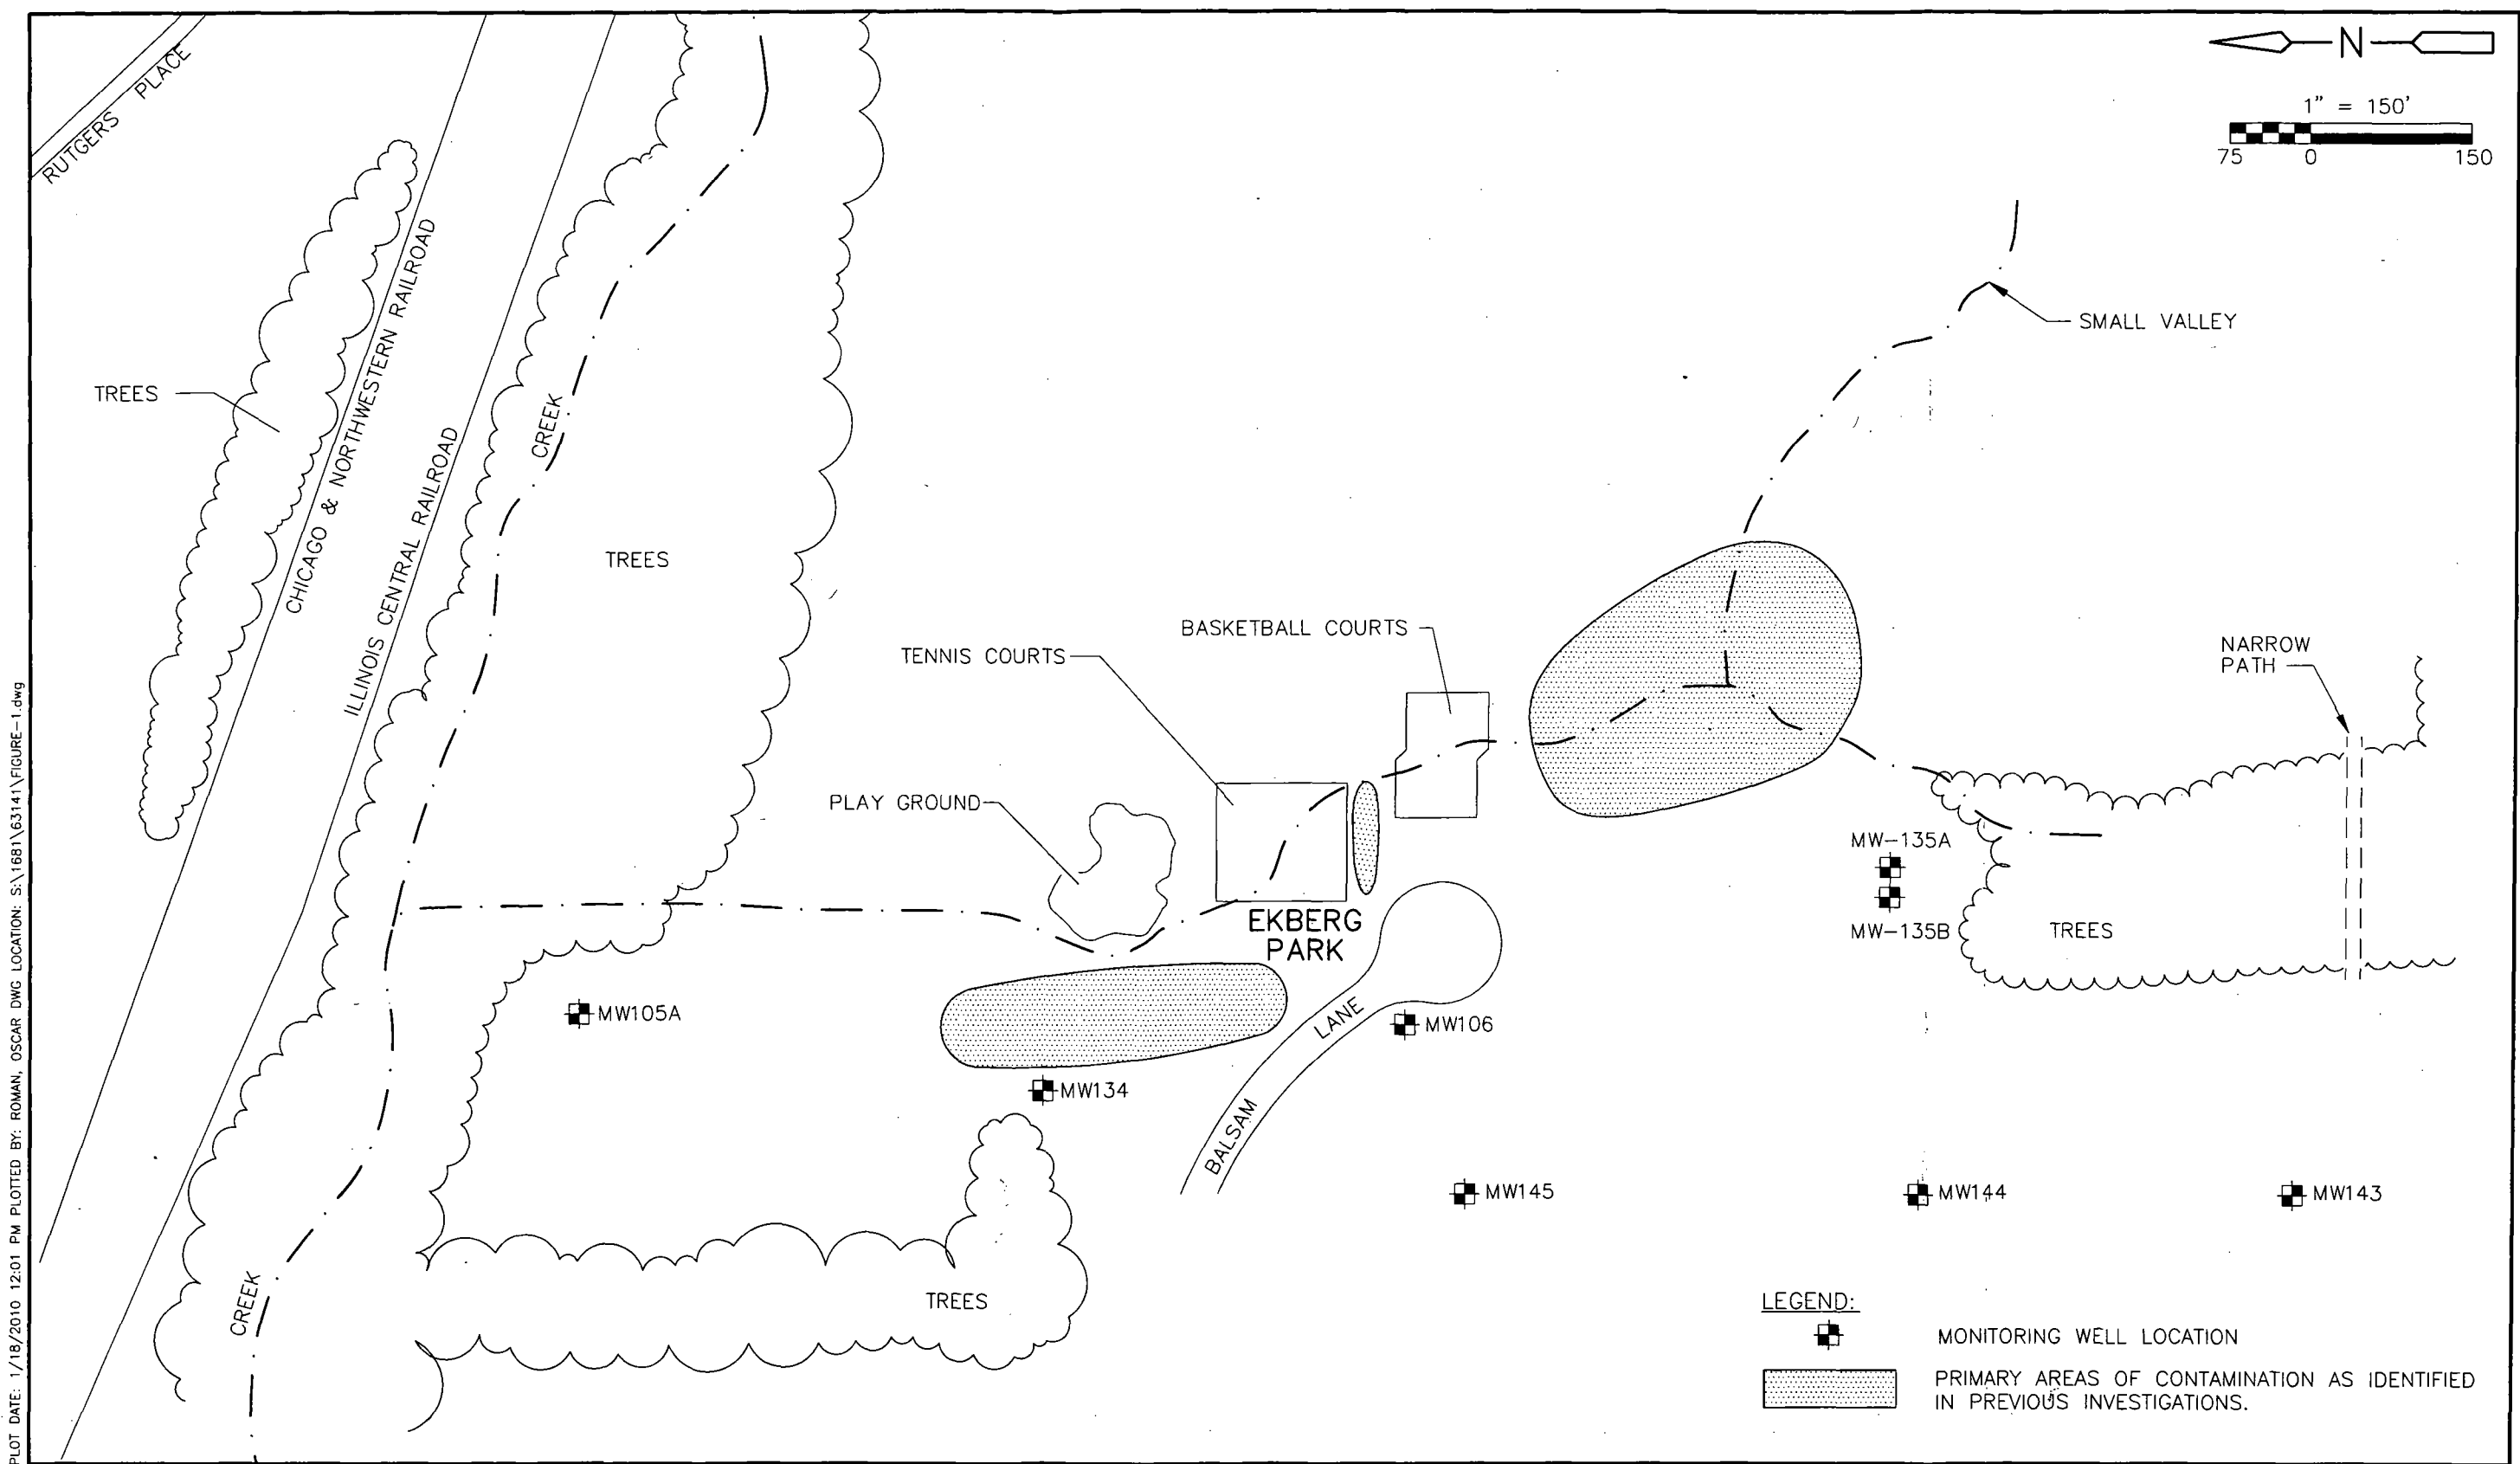 RUTGERS PLACE
N
1" = 150'
75 0 150
SMALL VALLEY
TREES
CHICAGO & NORTHWESTERN RAILROAD
ILLINOIS CENTRAL RAILROAD
CREEK
TREES
BASKETBALL COURTS
TENNIS COURTS
NARROW
PATH
PLAY GROUND
MW-135A
EKBERG
PARK
MW-135B
TREES
MW105A
LANE
MW106
MW134
BALSAM
MW145
MW144
MW143
CREEK
TREES
LEGEND:
MONITORING WELL LOCATION
PRIMARY AREAS OF CONTAMINATION AS IDENTIFIED
IN PREVIOUS INVESTIGATIONS.
PLOT DATE: 1/18/2010 12:01 PM PLOTTED BY: ROMAN, OSCAR DWG LOCATION: S:\1681\63141\FIGURE-1.dwg